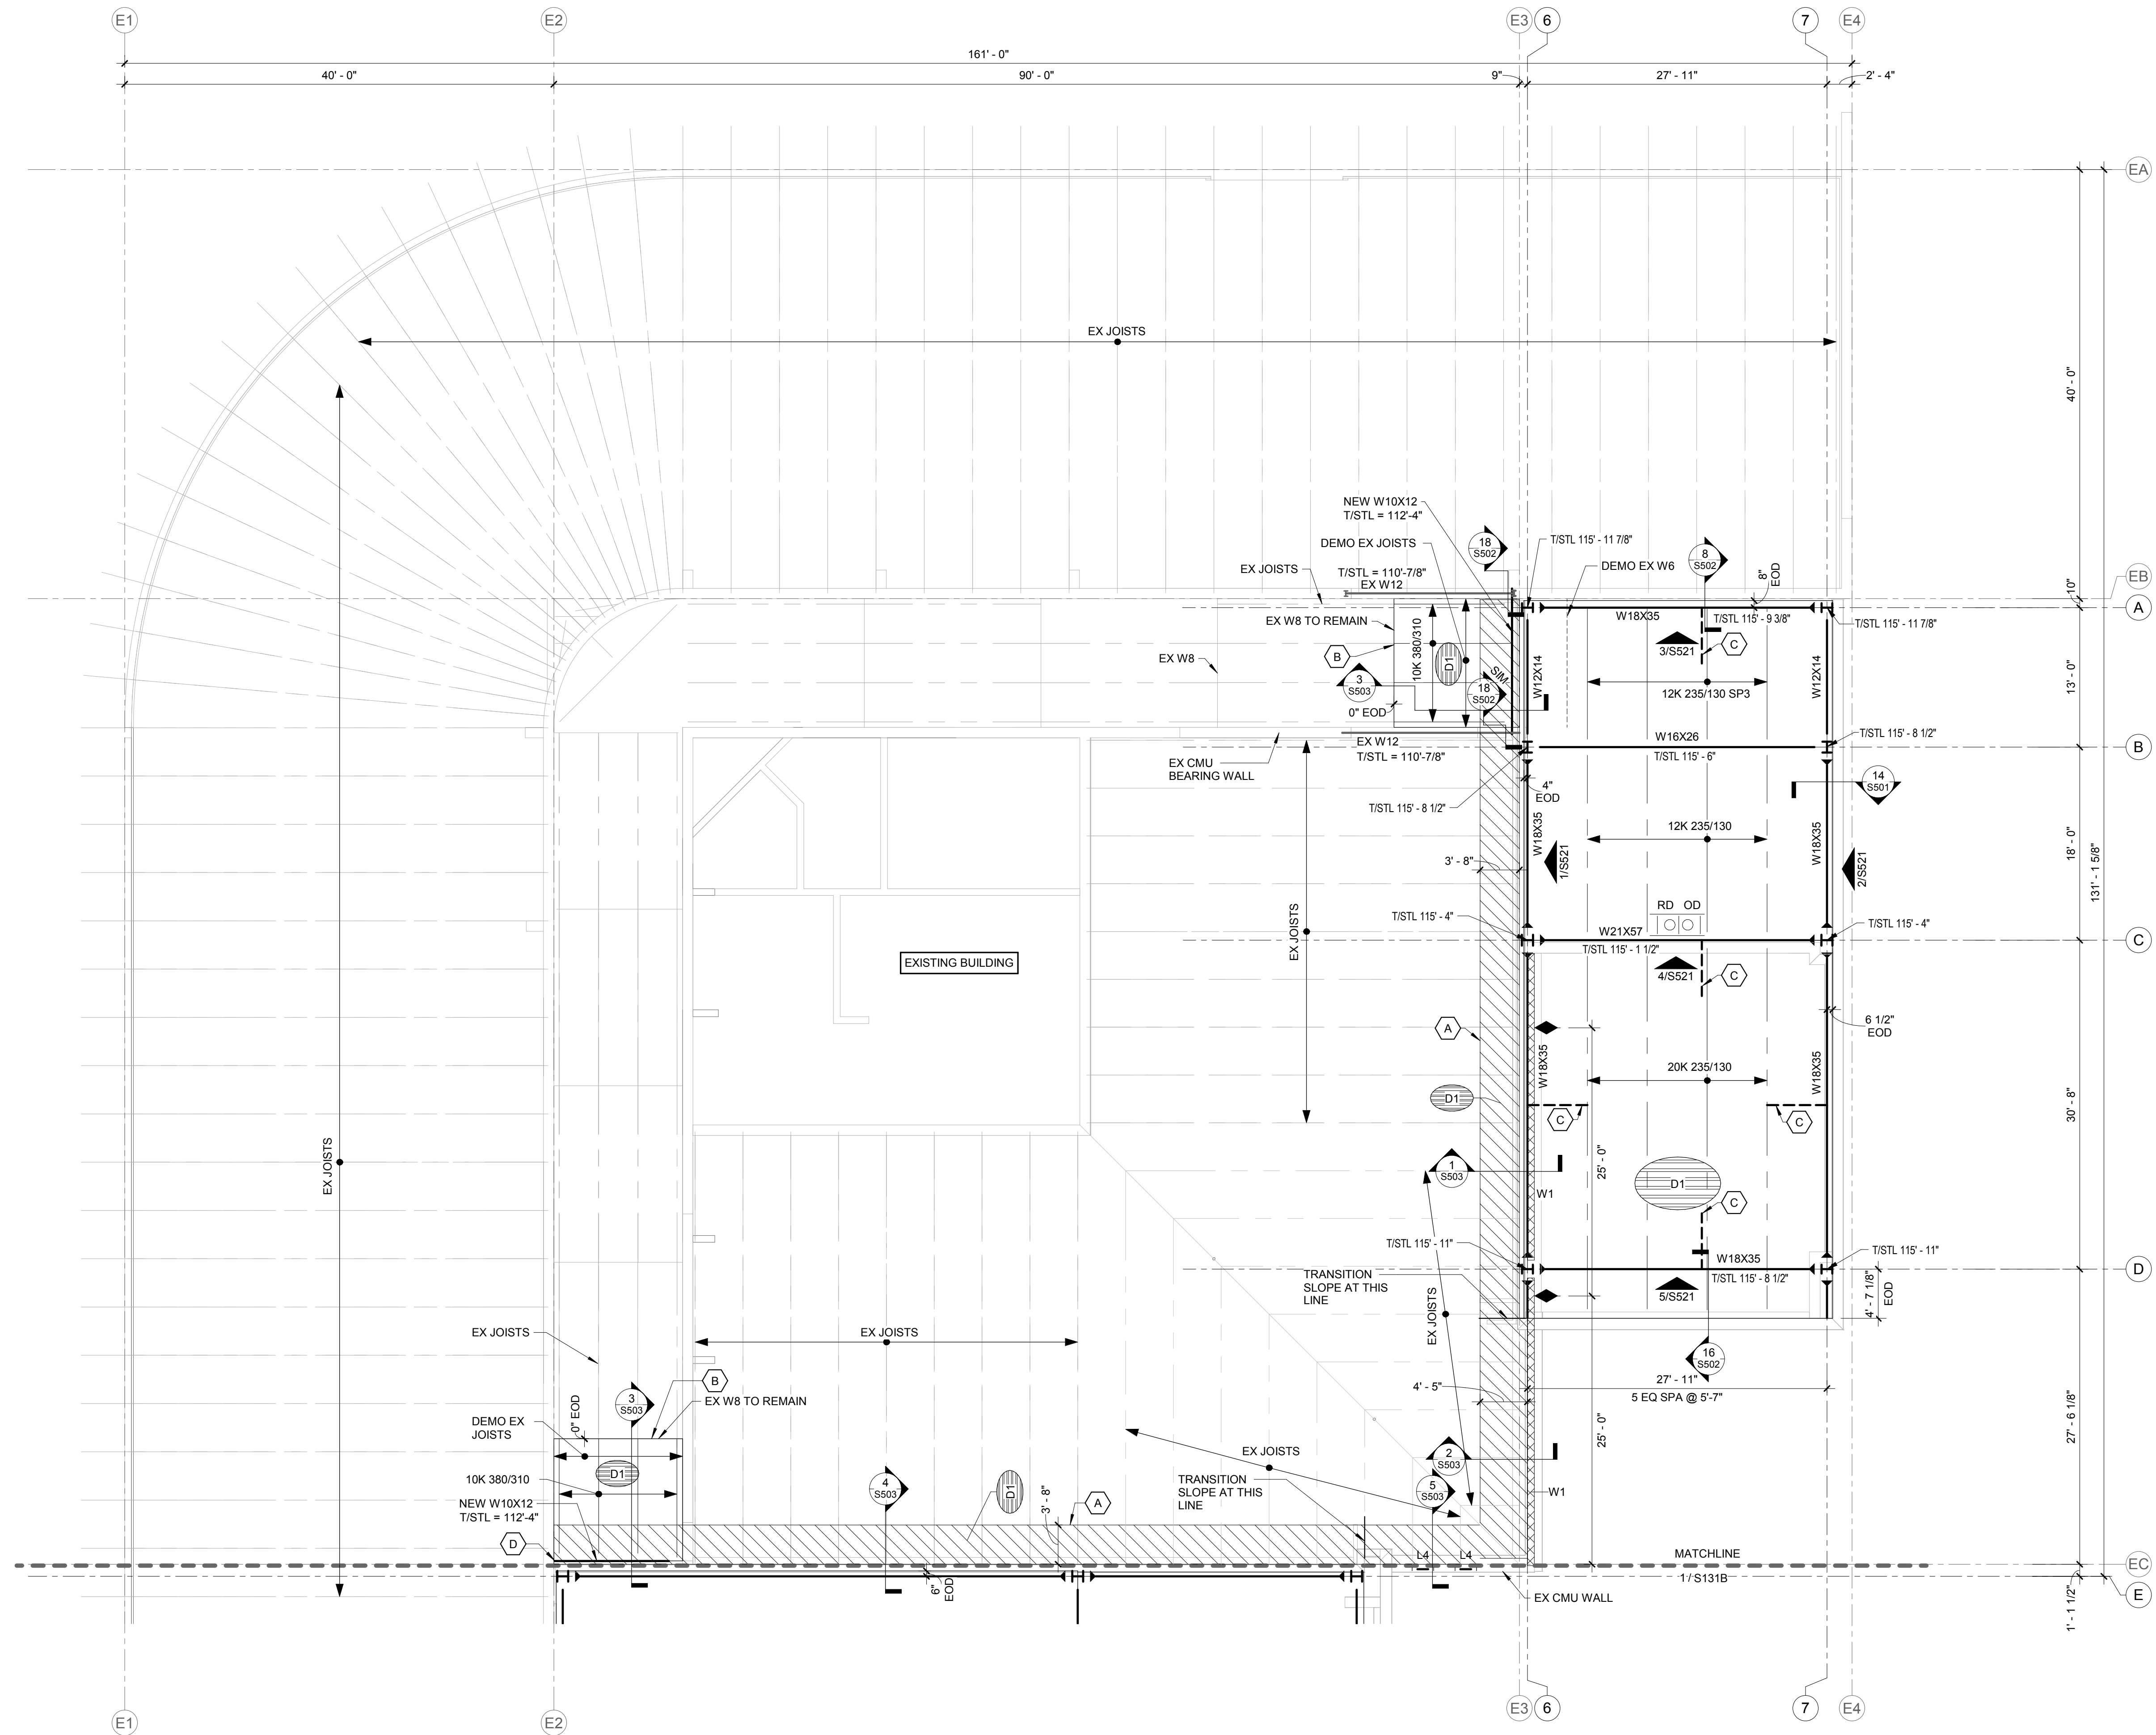 E1
E2
E3
6
7
E4
161' - 0"
40' - 0"
90' - 0"
9"
27' - 11"
2' - 4"
EA
EX JOISTS
40' - 0"
NEW W10X12
T/STL = 112'-4"
18
S502
T/STL 115' - 11 7/8"
8
S502
8"
EOD
DEMO EX JOISTS
EX JOISTS
T/STL = 110'-7/8"
EX W12
DEMO EX W6
10"
EB
A
W18X35
T/STL 115' - 9 3/8"
T/STL 115' - 11 7/8"
EX W8 TO REMAIN
10K 380/310
D1
3/S521
C
B
EX W8
3
S503
SIM
18
S502
W12X14
W12X14
12K 235/130 SP3
13' - 0"
0" EOD
EX W12
T/STL = 110'-7/8"
EX CMU
BEARING WALL
W16X26
T/STL 115' - 6"
T/STL 115' - 8 1/2"
B
4"
EOD
14
S501
T/STL 115' - 8 1/2"
W18X35
12K 235/130
W18X35
18' - 0"
131' - 1 5/8"
3' - 8"
1/S521
2/S521
RD OD
T/STL 115' - 4"
T/STL 115' - 4"
W21X57
T/STL 115' - 1 1/2"
C
EX JOISTS
EXISTING BUILDING
4/S521
C
A
6 1/2"
EOD
W18X35
20K 235/130
W18X35
D1
C
C
30' - 8"
EX JOISTS
1
S503
25' - 0"
W1
D1
C
T/STL 115' - 11"
W18X35
T/STL 115' - 8 1/2"
T/STL 115' - 11"
D
TRANSITION
SLOPE AT THIS
LINE
5/S521
4' - 7 1/8"
EOD
EX JOISTS
EX JOISTS
EX JOISTS
16
S502
B
EX W8 TO REMAIN
4' - 5"
27' - 11"
5 EQ SPA @ 5'-7"
3
S503
0" EOD
DEMO EX
JOISTS
25' - 0"
27' - 6 1/8"
EX JOISTS
2
S503
D1
10K 380/310
4
S503
D1
TRANSITION
SLOPE AT THIS
LINE
5
S503
W1
NEW W10X12
T/STL = 112'-4"
3' - 8"
A
D
L4
L4
MATCHLINE
1 / S131B
EC
6"
EOD
EX CMU WALL
E
1' - 1 1/2"
E1
E2
E3
6
7
E4